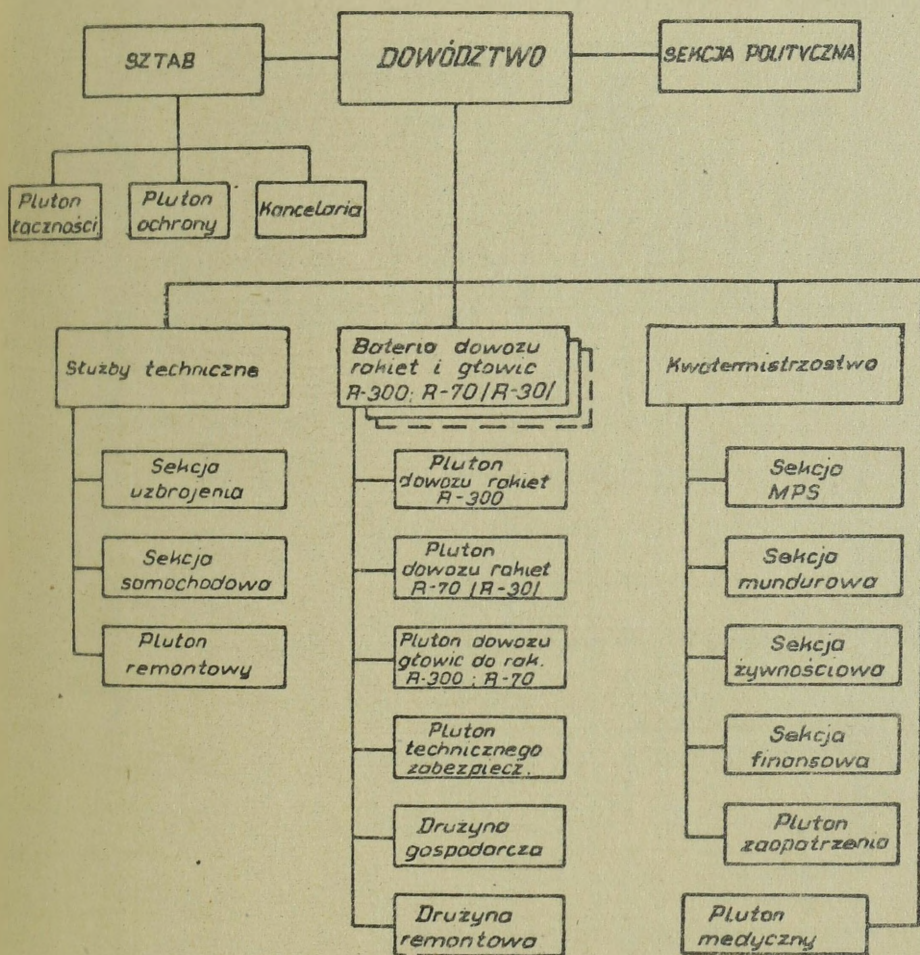 SZTAB
DOWÓDZTWO
SEKCJA POLITYCZNA
Pluton
łączności
Pluton
ochrony
Kancelaria
Służby techniczne
Bateria dowozu
rakiet i głowic
R-300; R-70/R-30/
Kwatermistrzostwo
Sekcja
uzbrojenia
Sekcja
samochodowa
Pluton
remontowy
Pluton
dowozu rakiet
R-300
Pluton
dowozu rakiet
R-70 /R-30/
Pluton dowozu
głowic do rak.
R-300 ; R-70
Pluton
technicznego
zabezpiecz.
Drużyna
gospodarcza
Drużyna
remontowa
Sekcja
MPS
Sekcja
mundurowa
Sekcja
żywnościowa
Sekcja
finansowa
Pluton
zaopatrzenia
Pluton
medyczny